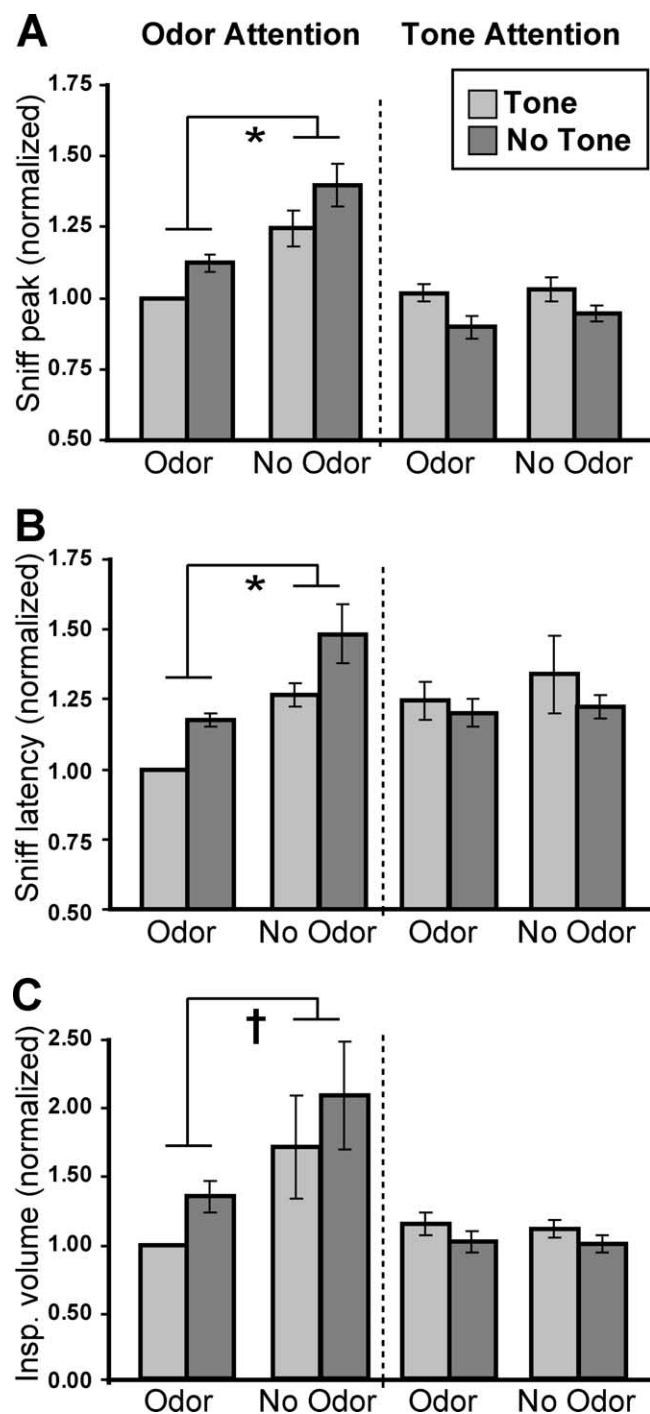 A
Odor Attention Tone Attention
Tone
No Tone
Sniff peak (normalized)
1.75
1.50
1.25
1.00
0.75
0.50
*
Odor No Odor Odor No Odor
B
Sniff latency (normalized)
1.75
1.50
1.25
1.00
0.75
0.50
*
Odor No Odor Odor No Odor
C
Insp. volume (normalized)
2.50
2.00
1.50
1.00
0.50
0.00
†
Odor No Odor Odor No Odor